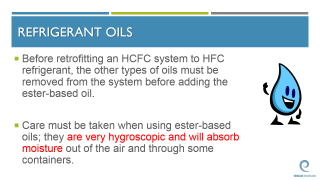 REFRIGERANT OILS
Before retrofitting an HCFC system to HFC
refrigerant, the other types of oils must be
removed from the system before adding the
ester-based oil.
Care must be taken when using ester-based
oils; they are very hygroscopic and will absorb
moisture out of the air and through some
containers.